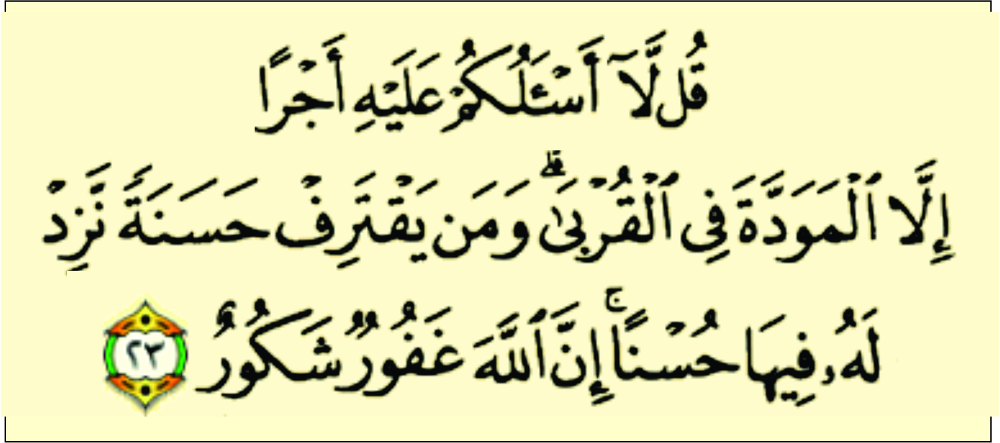 قُل لَّآ أَسْـَٔلُكُمْ عَلَيْهِ أَجْرًا
إِلَّا ٱلْمَوَدَّةَ فِى ٱلْقُرْبَىٰ ۗ وَمَن يَقْتَرِفْ حَسَنَةً نَّزِدْ
لَهُۥ فِيهَا حُسْنًا ۚ إِنَّ ٱللَّهَ غَفُورٌ شَكُورٌ ٢٣